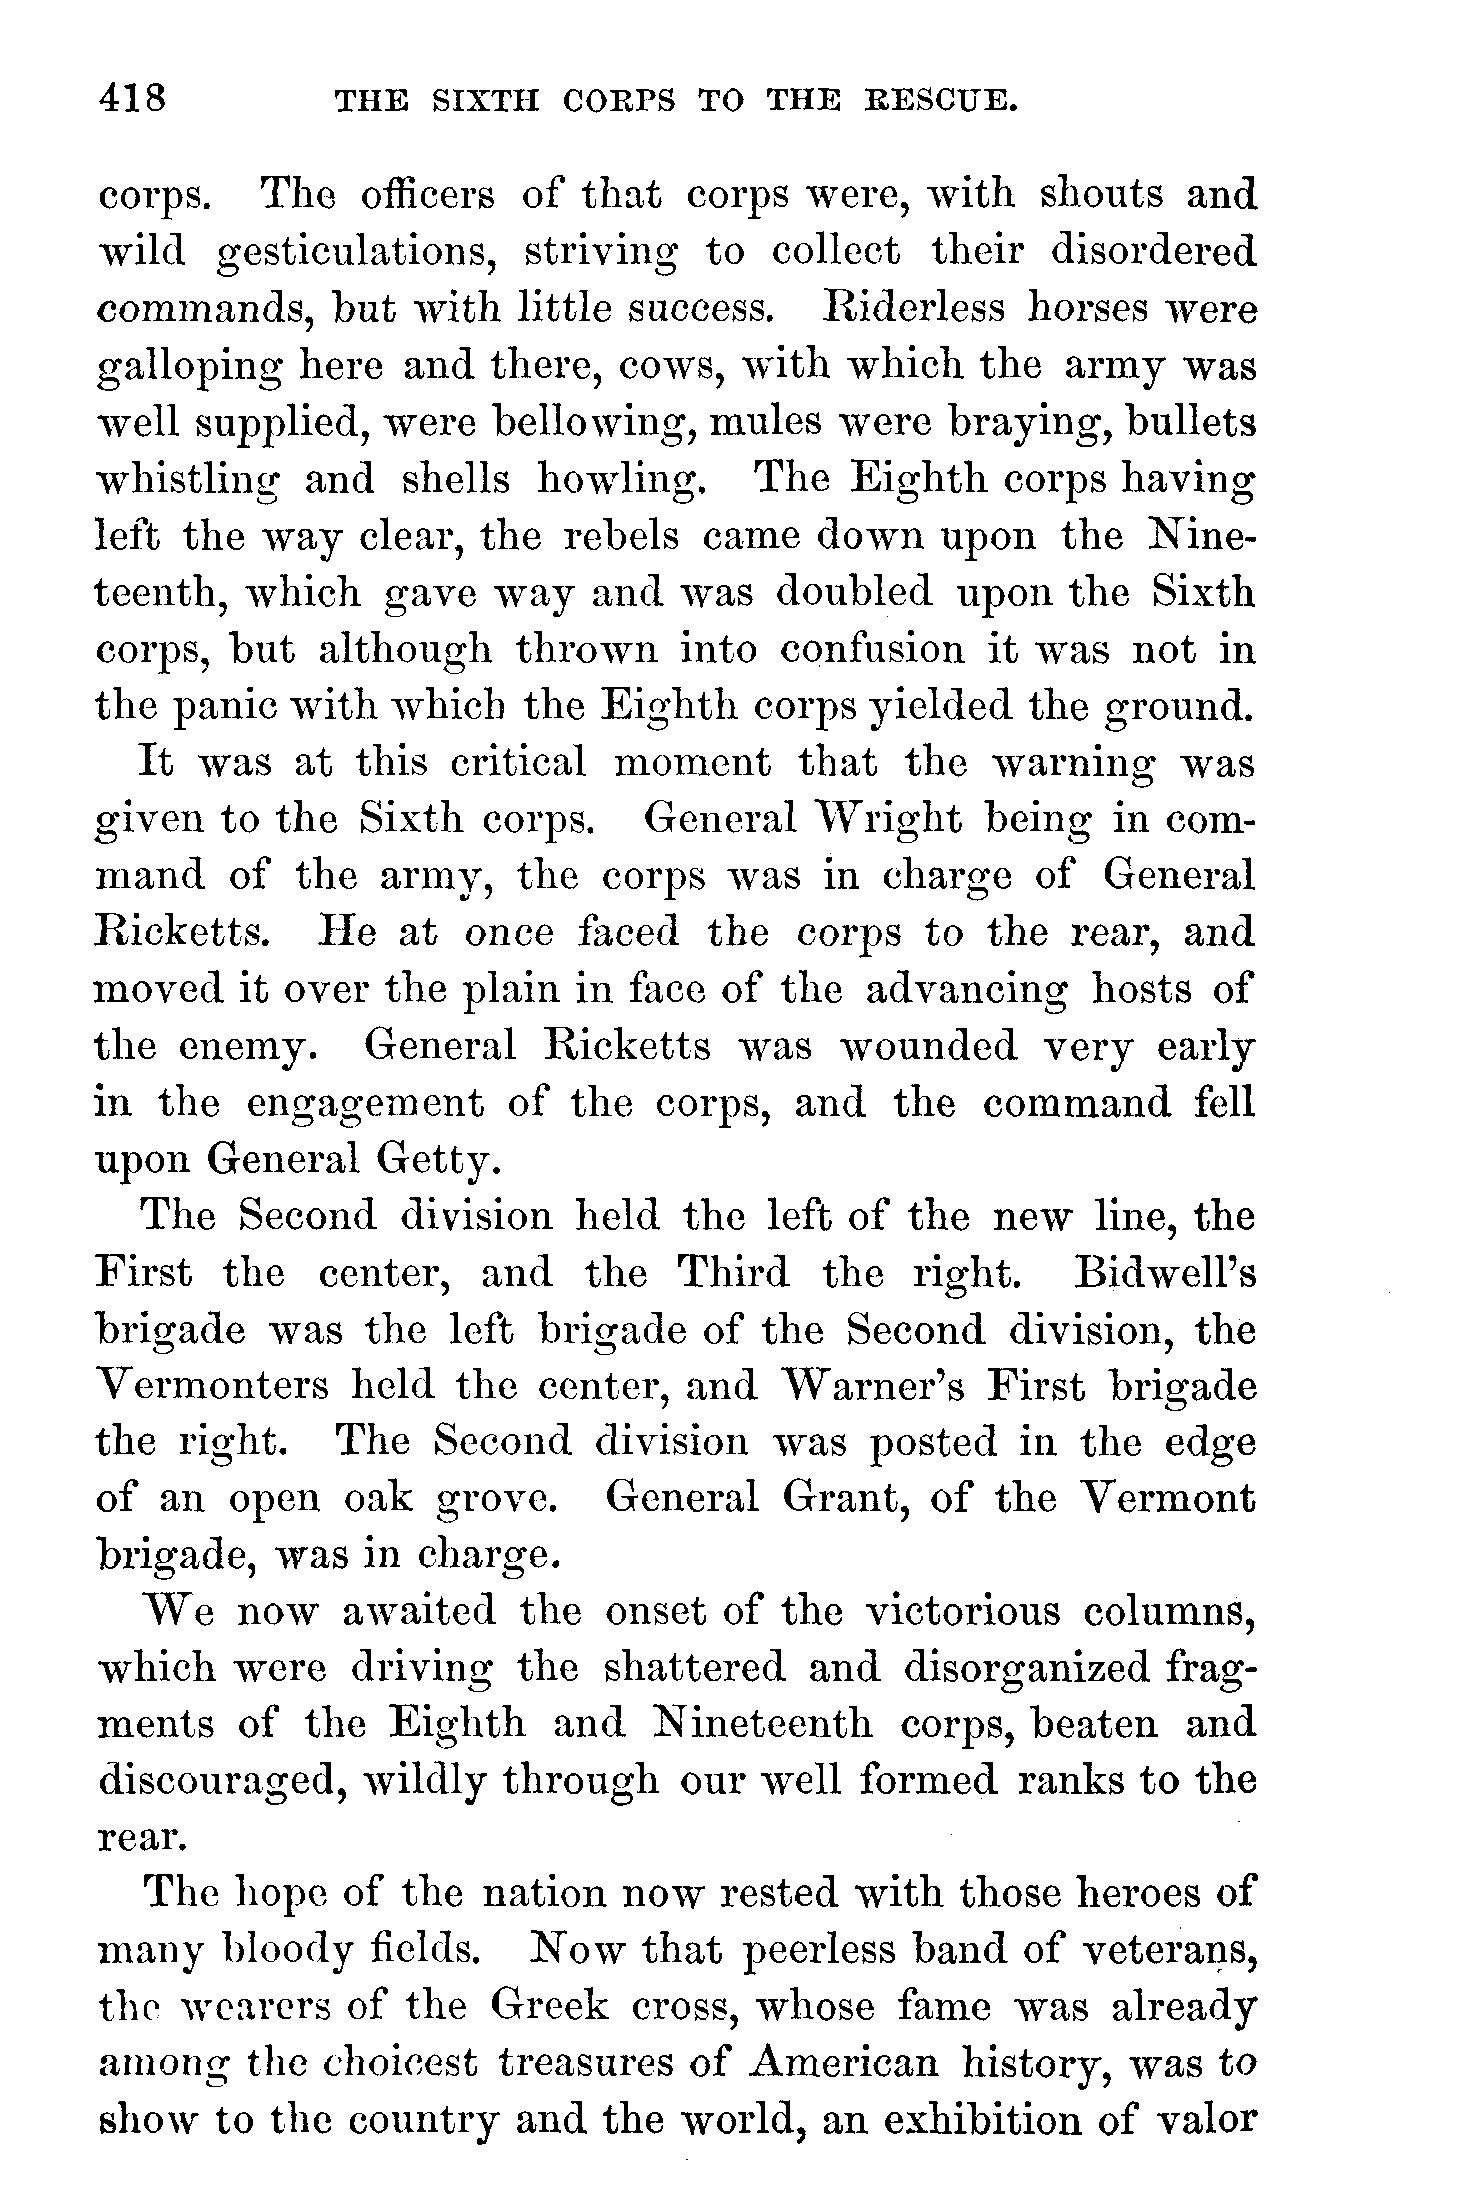 418 THE SIXTH CORPS TO THE RESCUE.
corps. The officers of that corps were, with shouts and
wild gesticulations, striving to collect their disordered
commands, but with little success. Riderless horses were
galloping here and there, cows, with which the army was
well supplied, were bellowing, mules were braying, bullets
whistling and shells howling. The Eighth corps having
left the way clear, the rebels came down upon the Nine-
teenth, which gave way and was doubled upon the Sixth
corps, but although thrown into confusion it was not in
the panic with which the Eighth corps yielded the ground.
It was at this critical moment that the warning was
given to the Sixth corps. General Wright being in com-
mand of the army, the corps was in charge of General
Ricketts. He at once faced the corps to the rear, and
moved it over the plain in face of the advancing hosts of
the enemy. General Ricketts was wounded very early
in the engagement of the corps, and the command fell
upon General Getty.
The Second division held the left of the new line, the
First the center, and the Third the right. Bidwell's
brigade was the left brigade of the Second division, the
Vermonters held the center, and Warner's First brigade
the right. The Second division was posted in the edge
of an open oak grove. General Grant, of the Vermont
brigade, was in charge.
We now awaited the onset of the victorious columns,
which were driving the shattered and disorganized frag-
ments of the Eighth and Nineteenth corps, beaten and
discouraged, wildly through our well formed ranks to the
rear.
The hope of the nation now rested with those heroes of
many bloody fields. Now that peerless band of veterans,
the wearers of the Greek cross, whose fame was already
among the choicest treasures of American history, was to
show to the country and the world, an exhibition of valor